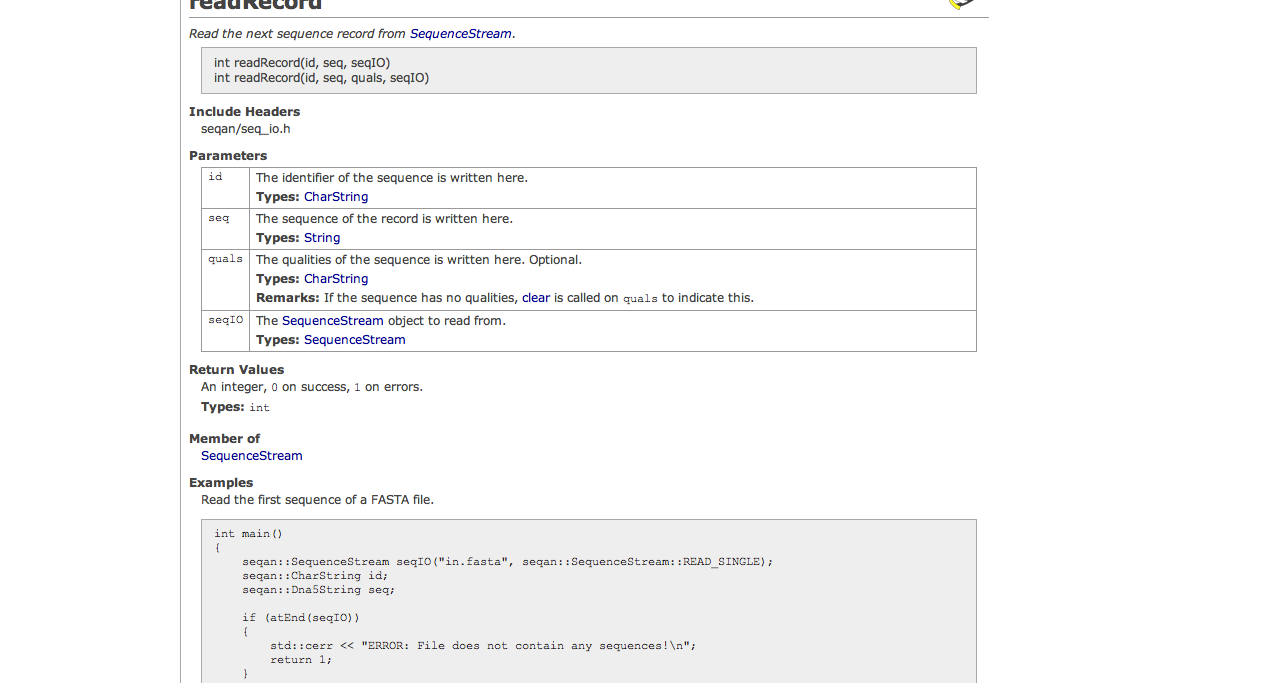 readRecord
Read the next sequence record from SequenceStream.
int readRecord(id, seq, seqIO)
int readRecord(id, seq, quals, seqIO)
Include Headers
seqan/seq_io.h
Parameters
id The identifier of the sequence is written here.
Types: CharString
seq The sequence of the record is written here.
Types: String
quals The qualities of the sequence is written here. Optional.
Types: CharString
Remarks: If the sequence has no qualities, clear is called on quals to indicate this.
seqIO The SequenceStream object to read from.
Types: SequenceStream
Return Values
An integer, 0 on success, 1 on errors.
Types: int
Member of
SequenceStream
Examples
Read the first sequence of a FASTA file.
int main()
{
    seqan::SequenceStream seqIO("in.fasta", seqan::SequenceStream::READ_SINGLE);
    seqan::CharString id;
    seqan::Dna5String seq;
    if (atEnd(seqIO))
    {
        std::cerr << "ERROR: File does not contain any sequences!\n";
        return 1;
    }